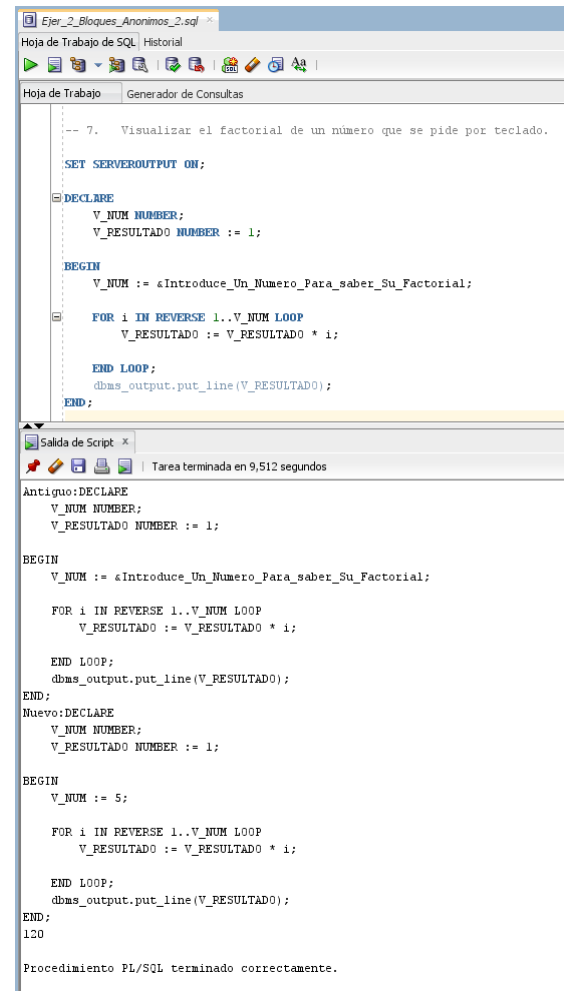 Ejer_2_Bloques_Anonimos_2.sql ×
Hoja de Trabajo de SQL Historial
Hoja de Trabajo Generador de Consultas
-- 7. Visualizar el factorial de un número que se pide por teclado.
SET SERVEROUTPUT ON;
DECLARE
V_NUM NUMBER;
V_RESULTADO NUMBER := 1;
BEGIN
V_NUM := &Introduce_Un_Numero_Para_saber_Su_Factorial;
FOR i IN REVERSE 1..V_NUM LOOP
V_RESULTADO := V_RESULTADO * i;
END LOOP;
dbms_output.put_line(V_RESULTADO);
END;
Salida de Script ×
Tarea terminada en 9,512 segundos
Antiguo:DECLARE
V_NUM NUMBER;
V_RESULTADO NUMBER := 1;
BEGIN
V_NUM := &Introduce_Un_Numero_Para_saber_Su_Factorial;
FOR i IN REVERSE 1..V_NUM LOOP
V_RESULTADO := V_RESULTADO * i;
END LOOP;
dbms_output.put_line(V_RESULTADO);
END;
Nuevo:DECLARE
V_NUM NUMBER;
V_RESULTADO NUMBER := 1;
BEGIN
V_NUM := 5;
FOR i IN REVERSE 1..V_NUM LOOP
V_RESULTADO := V_RESULTADO * i;
END LOOP;
dbms_output.put_line(V_RESULTADO);
END;
120
Procedimiento PL/SQL terminado correctamente.